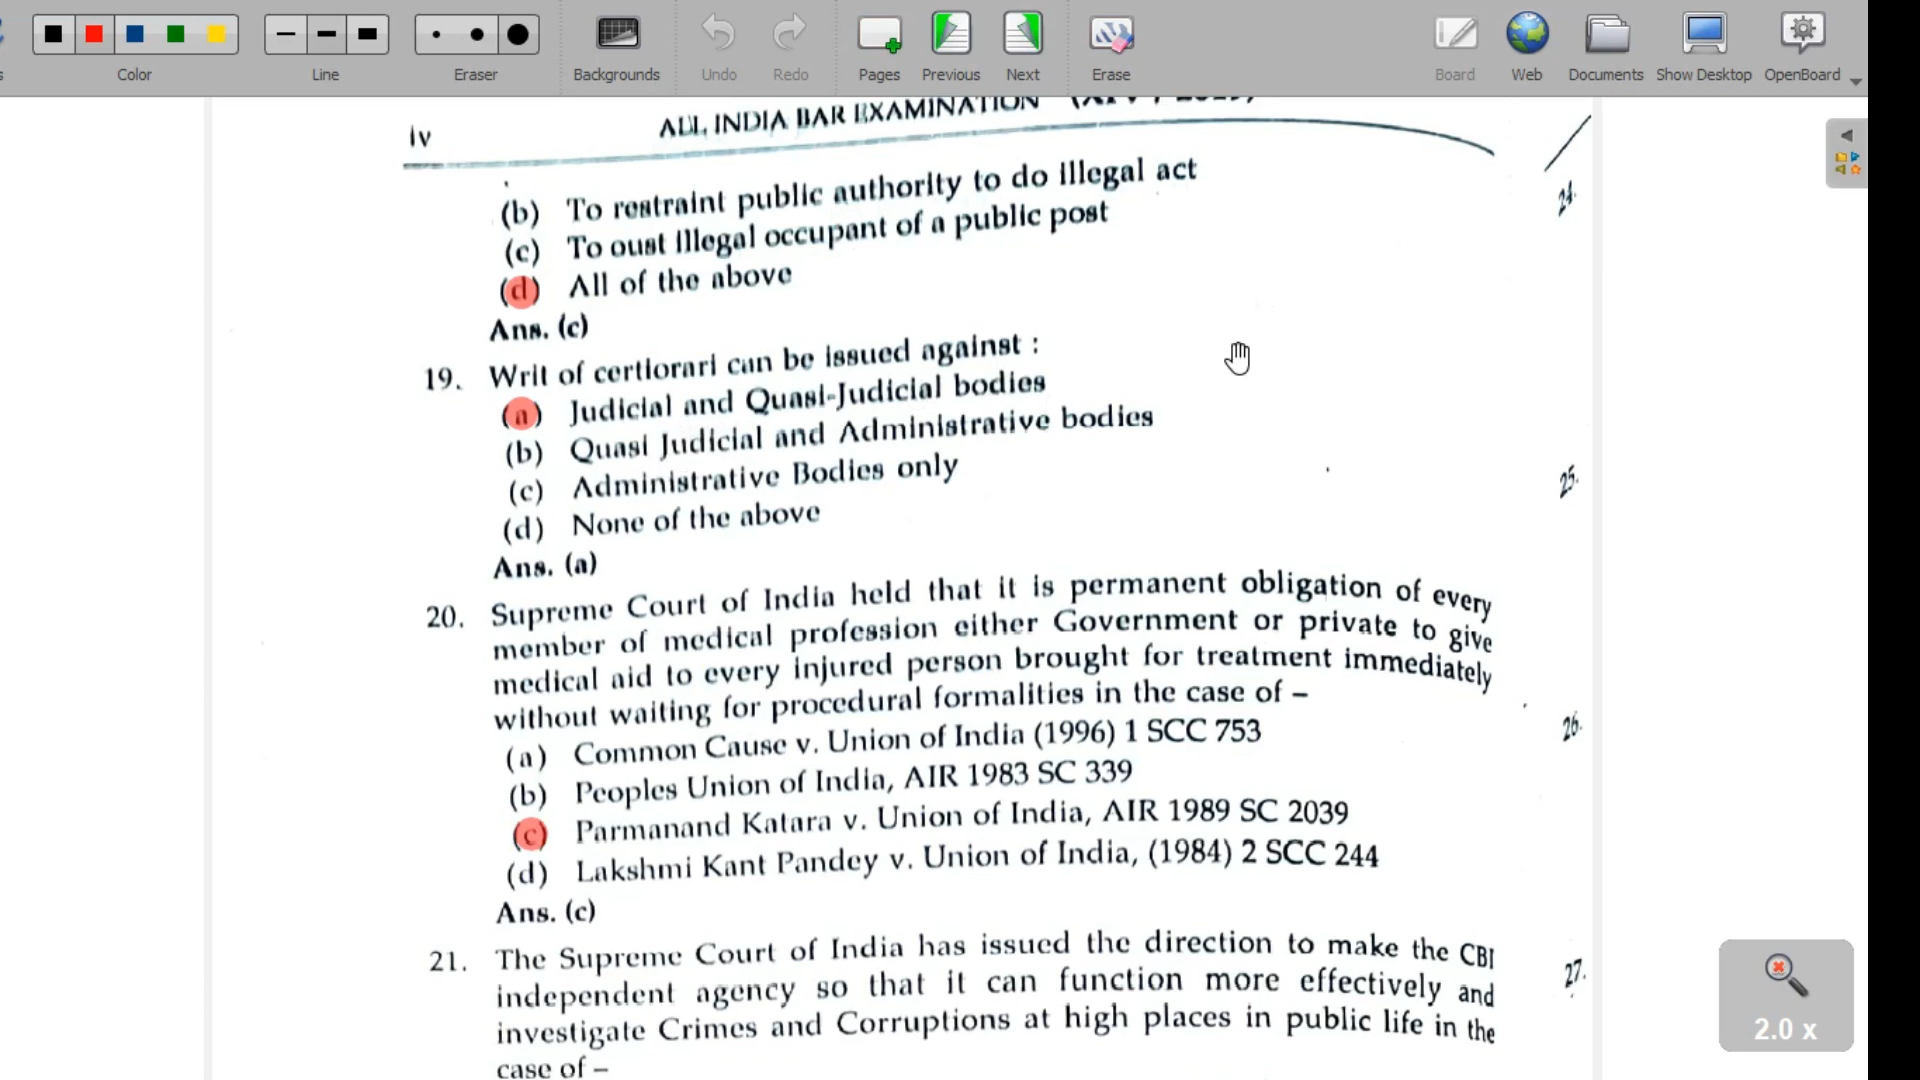 Color
Line
Eraser
Backgrounds
Undo
Redo
Pages
Previous
Next
Erase
Board
Web
Documents
Show Desktop
OpenBoard
iv
ALL INDIA BAR EXAMINATION
(b) To restraint public authority to do illegal act
(c) To oust illegal occupant of a public post
(d) All of the above
Ans. (c)
19. Writ of certiorari can be issued against :
(a) Judicial and Quasi-Judicial bodies
(b) Quasi Judicial and Administrative bodies
(c) Administrative Bodies only
(d) None of the above
Ans. (a)
20. Supreme Court of India held that it is permanent obligation of every
member of medical profession either Government or private to give
medical aid to every injured person brought for treatment immediately
without waiting for procedural formalities in the case of –
(a) Common Cause v. Union of India (1996) 1 SCC 753
(b) Peoples Union of India, AIR 1983 SC 339
(c) Parmanand Katara v. Union of India, AIR 1989 SC 2039
(d) Lakshmi Kant Pandey v. Union of India, (1984) 2 SCC 244
Ans. (c)
21. The Supreme Court of India has issued the direction to make the CBI
independent agency so that it can function more effectively and
investigate Crimes and Corruptions at high places in public life in the
case of –
24.
25.
26.
27.
2.0 x